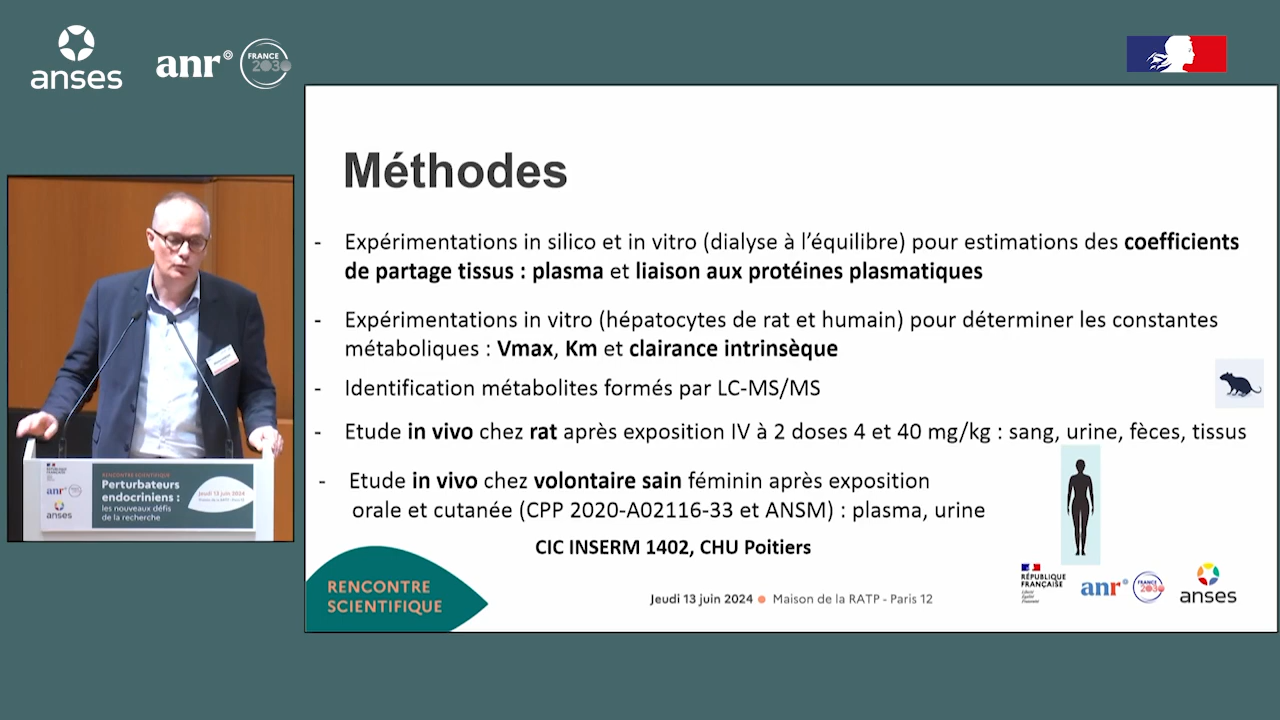 anses
anr
FRANCE
2030
Méthodes
- Expérimentations in silico et in vitro (dialyse à l'équilibre) pour estimations des coefficients
de partage tissus : plasma et liaison aux protéines plasmatiques
- Expérimentations in vitro (hépatocytes de rat et humain) pour déterminer les constantes
métaboliques : Vmax, Km et clairance intrinsèque
- Identification métabolites formés par LC-MS/MS
- Etude in vivo chez rat après exposition IV à 2 doses 4 et 40 mg/kg : sang, urine, fèces, tissus
- Etude in vivo chez volontaire sain féminin après exposition
orale et cutanée (CPP 2020-A02116-33 et ANSM) : plasma, urine
CIC INSERM 1402, CHU Poitiers
RENCONTRE
SCIENTIFIQUE
Jeudi 13 juin 2024 ● Maison de la RATP - Paris 12
RÉPUBLIQUE
FRANÇAISE
Liberté
Égalité
Fraternité
anr
FRANCE
2030
anses
RENCONTRE SCIENTIFIQUE
Perturbateurs
endocriniens :
les nouveaux défis
de la recherche
Jeudi 13 juin 2024
anr
anses